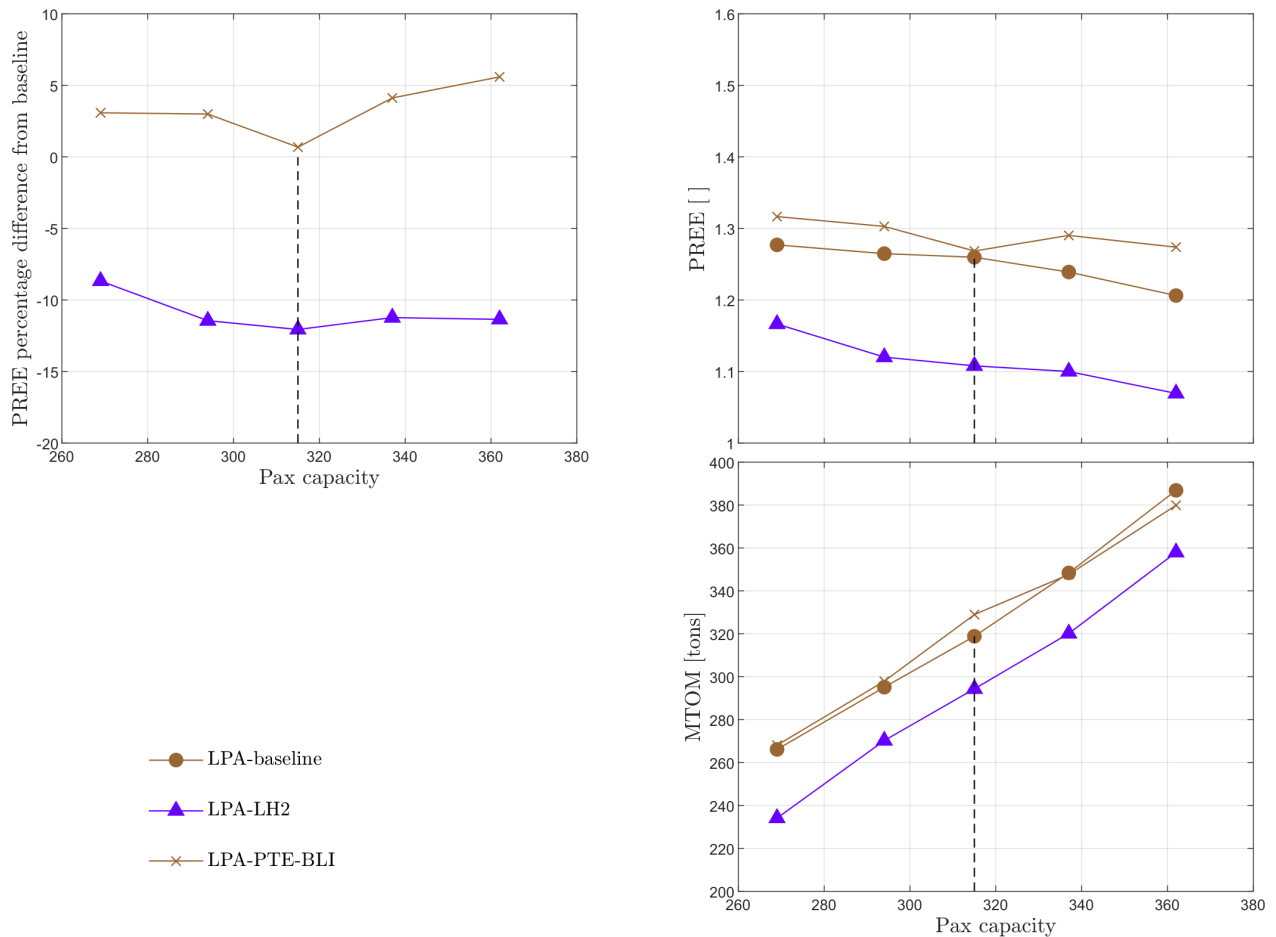 PREE percentage difference from baseline
10
5
0
-5
-10
-15
-20
260 280 300 320 340 360 380
Pax capacity
PREE [ ]
1.6
1.5
1.4
1.3
1.2
1.1
1
MTOM [tons]
400
380
360
340
320
300
280
260
240
220
200
260 280 300 320 340 360 380
Pax capacity
LPA-baseline
LPA-LH2
LPA-PTE-BLI